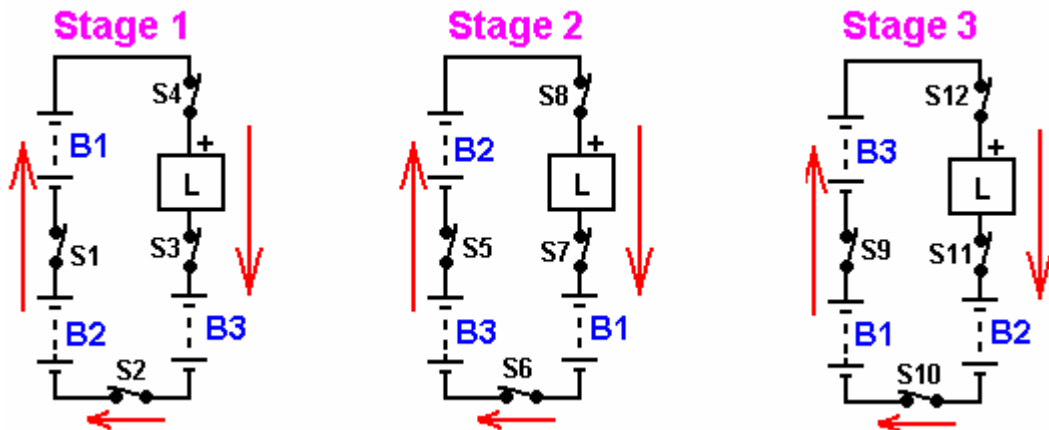 Stage 1
S4
B1
+
L
S1
S3
B2
B3
S2
Stage 2
S8
B2
+
L
S5
S7
B3
B1
S6
Stage 3
S12
B3
+
L
S9
S11
B1
B2
S10